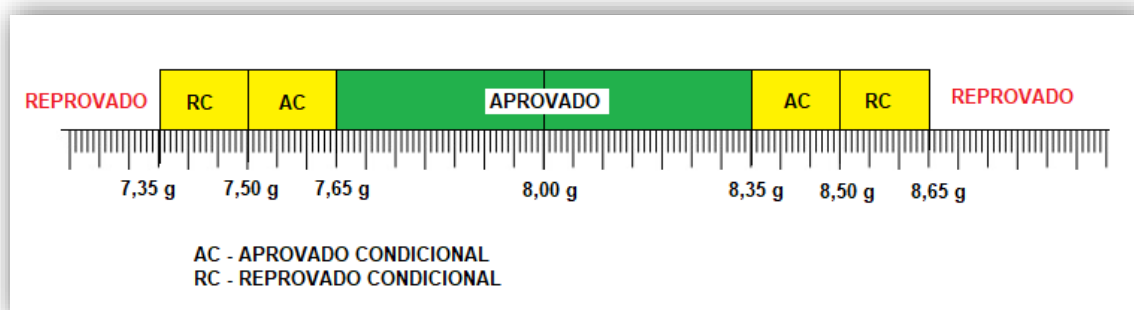 REPROVADO RC AC APROVADO AC RC REPROVADO
7,35 g 7,50 g 7,65 g 8,00 g 8,35 g 8,50 g 8,65 g
AC - APROVADO CONDICIONAL
RC - REPROVADO CONDICIONAL